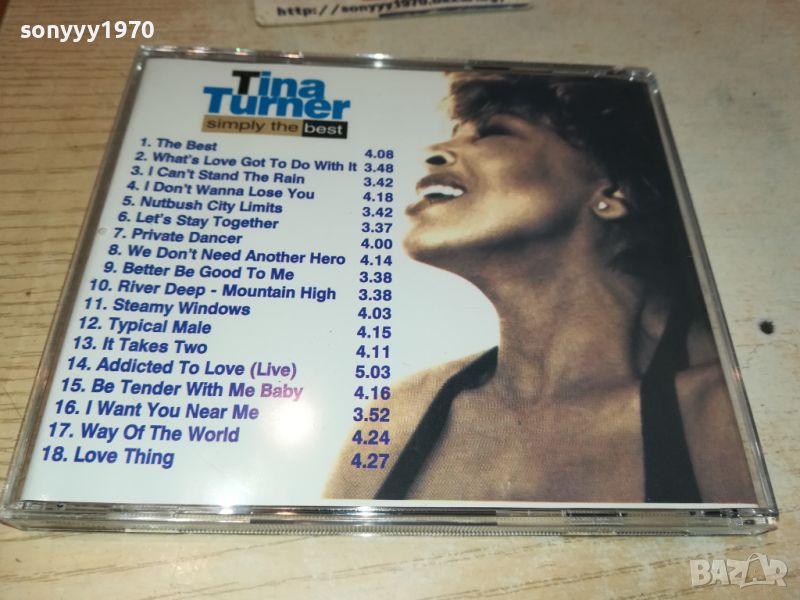 sonyyy1970
Tina
Turner
simply the best
1. The Best 4.08
2. What's Love Got To Do With It 3.48
3. I Can't Stand The Rain 3.42
4. I Don't Wanna Lose You 4.18
5. Nutbush City Limits 3.42
6. Let's Stay Together 3.37
7. Private Dancer 4.00
8. We Don't Need Another Hero 4.14
9. Better Be Good To Me 3.38
10. River Deep - Mountain High 3.38
11. Steamy Windows 4.03
12. Typical Male 4.15
13. It Takes Two 4.11
14. Addicted To Love (Live) 5.03
15. Be Tender With Me Baby 4.16
16. I Want You Near Me 3.52
17. Way Of The World 4.24
18. Love Thing 4.27
BAZAR